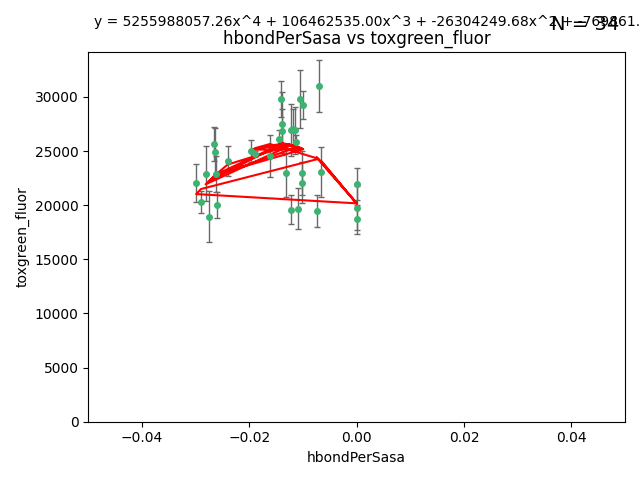 y = 5255988057.26x^4 + 106462535.00x^3 + -26304249.68x^2 +
N = 34
hbondPerSasa vs toxgreen_fluor
30000
25000
20000
15000
10000
5000
0
toxgreen_fluor
−0.04 −0.02 0.00 0.02 0.04
hbondPerSasa